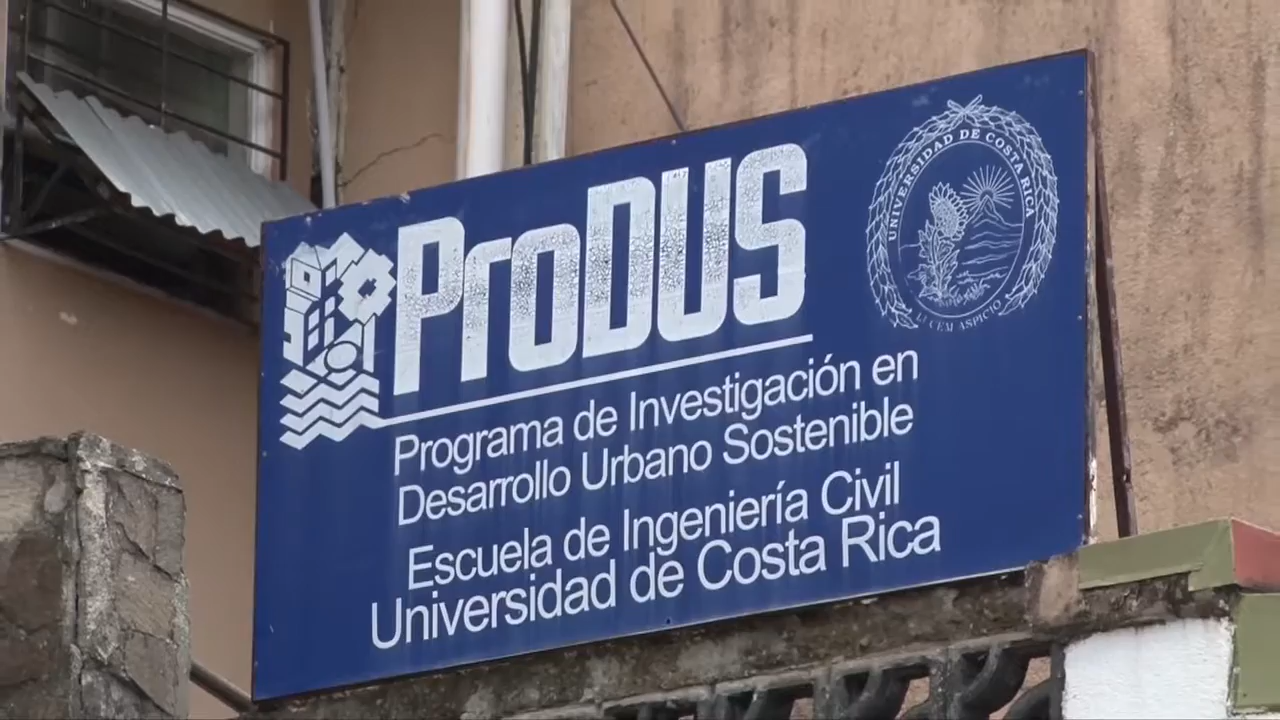 ProDUS
UNIVERSIDAD DE COSTA RICA
LUCEM ASPICIO
Programa de Investigación en
Desarrollo Urbano Sostenible
Escuela de Ingeniería Civil
Universidad de Costa Rica